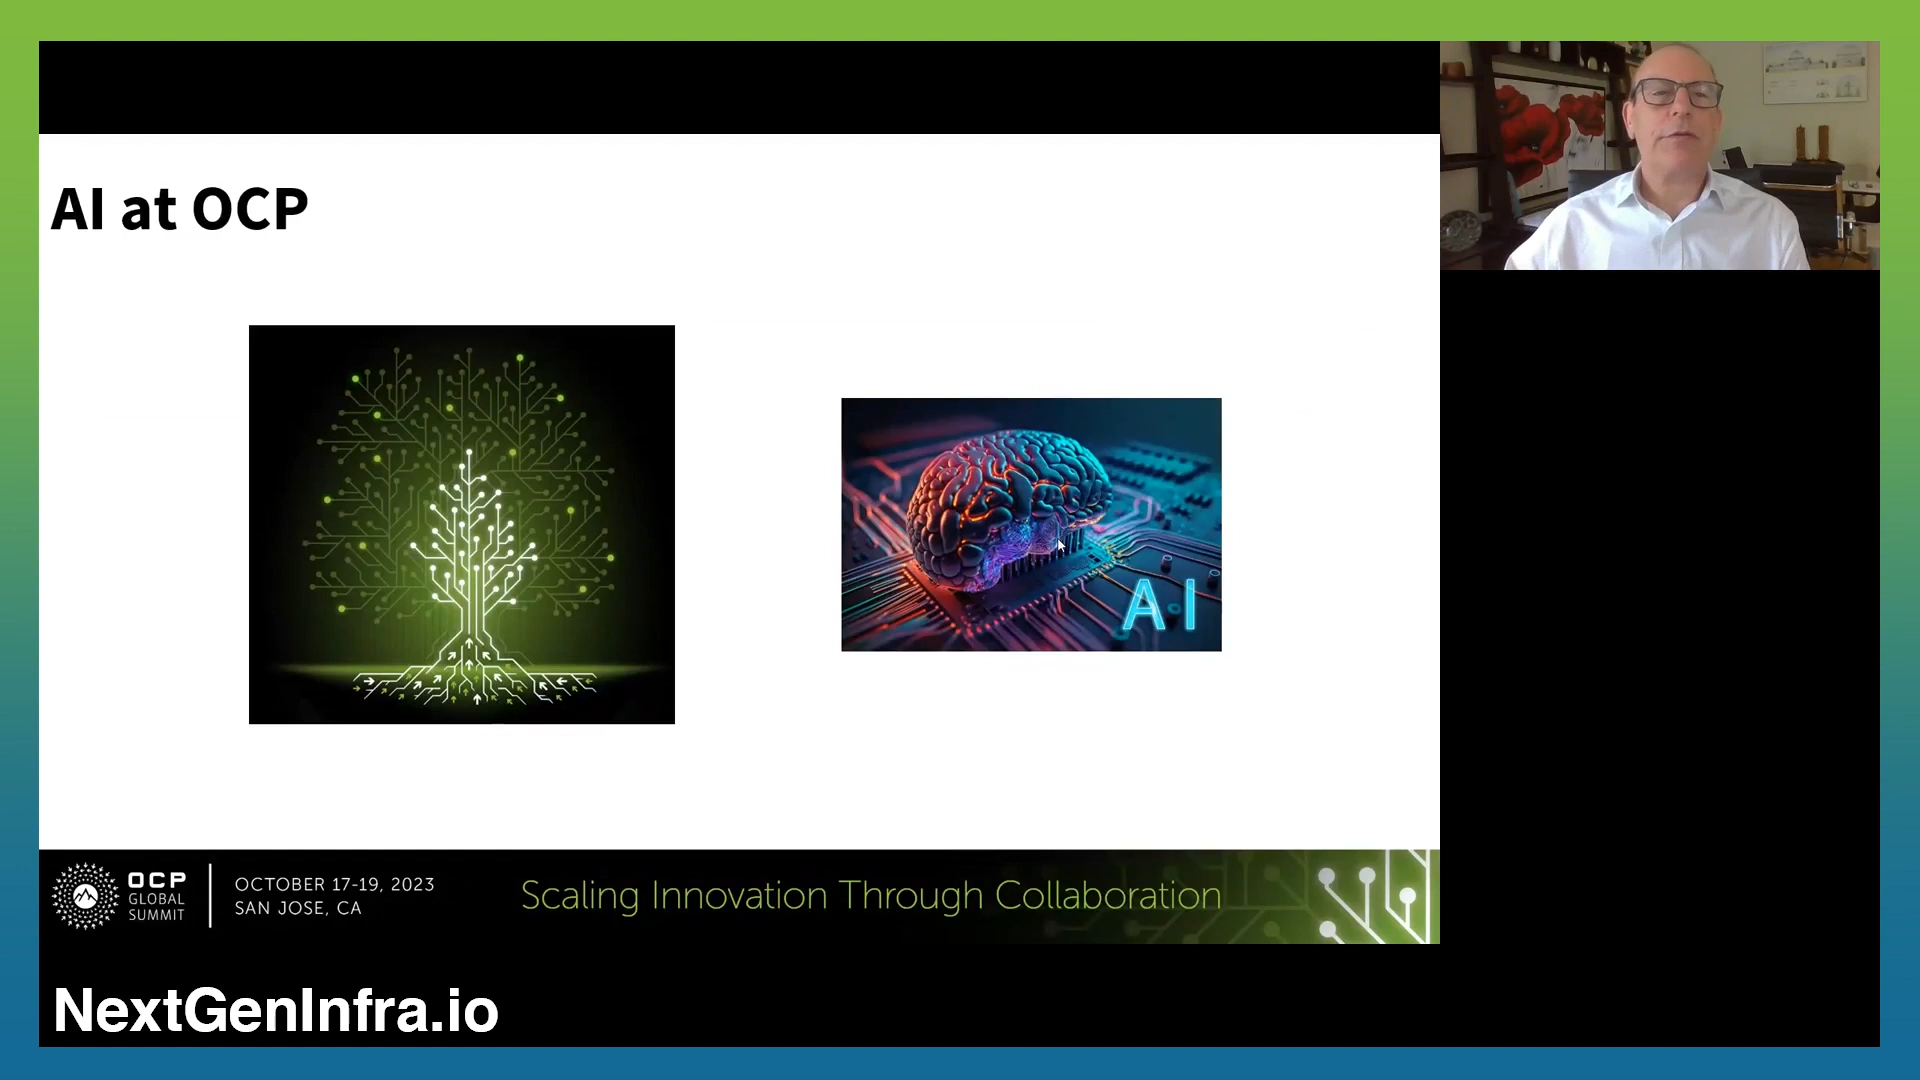 AI at OCP
AI
OCP
GLOBAL
SUMMIT
OCTOBER 17-19, 2023
SAN JOSE, CA
Scaling Innovation Through Collaboration
NextGenInfra.io